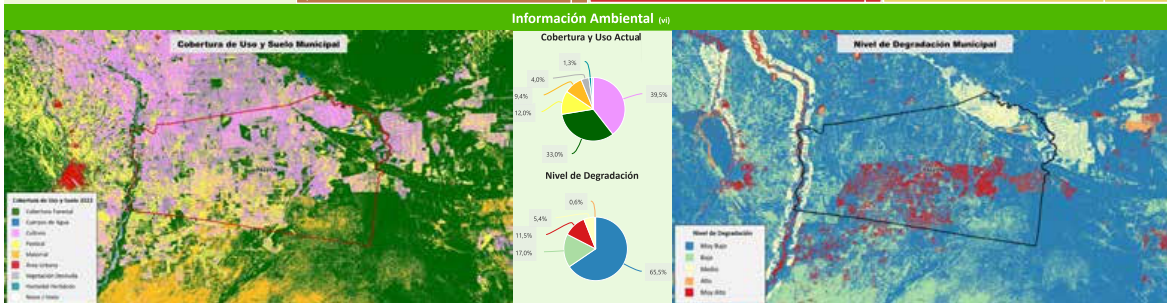 Información Ambiental (vi)
Cobertura de Uso y Suelo Municipal
Cobertura de Uso y Suelo 2022
Cobertura Forestal
Cuerpos de Agua
Cultivo
Pastizal
Matorral
Área Urbana
Vegetación Desnuda
Humedal Herbáceo
Cobertura y Uso Actual
1,3%
4,0%
9,4%
12,0%
39,5%
33,0%
Nivel de Degradación
0,6%
5,4%
11,5%
17,0%
65,5%
Nivel de Degradación Municipal
Nivel de Degradación
Muy Bajo
Bajo
Medio
Alto
Muy Alto